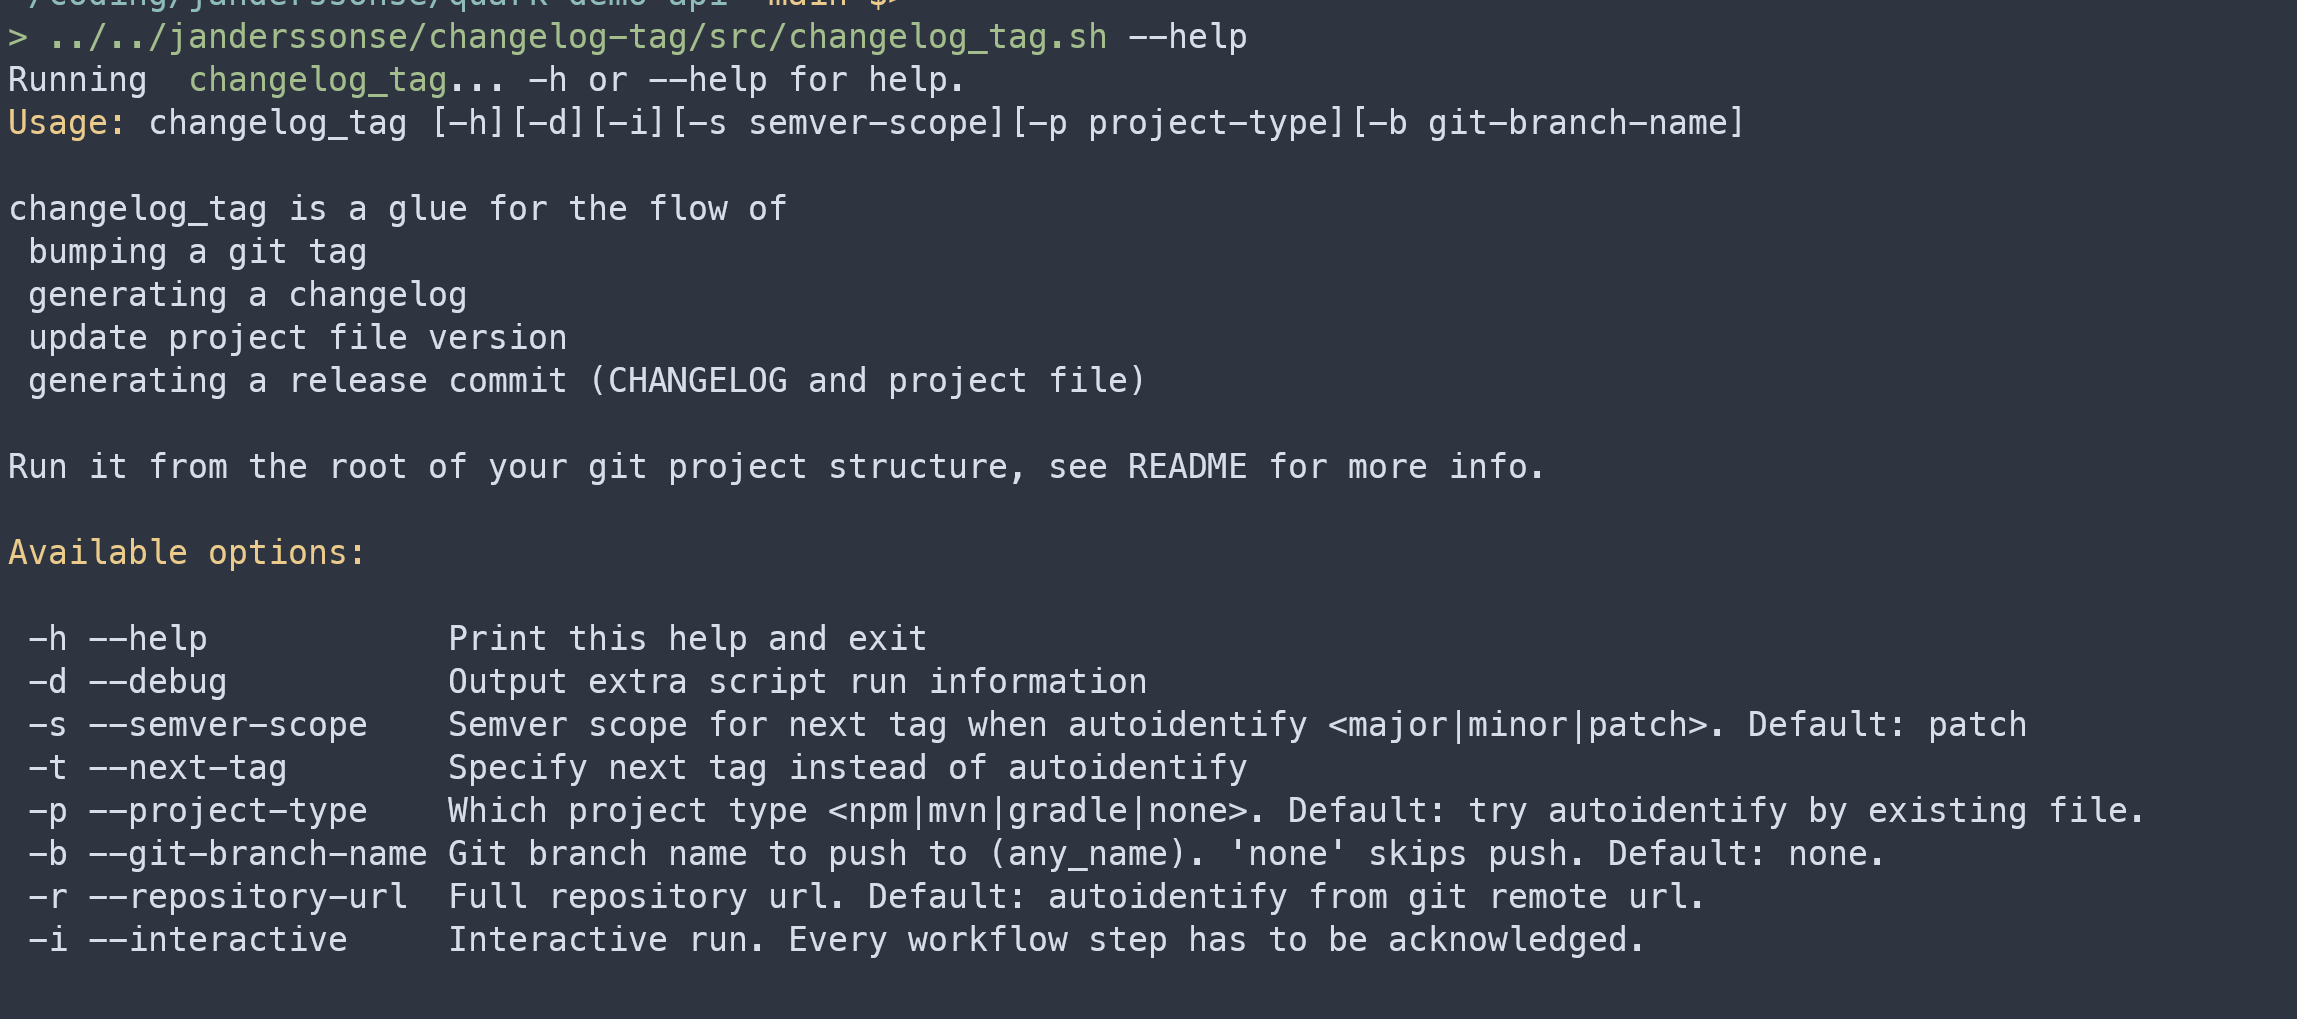 ~/coding/janderssonse/quark-demo-api main $>
> ../../janderssonse/changelog-tag/src/changelog_tag.sh --help
Running  changelog_tag... -h or --help for help.
Usage: changelog_tag [-h][-d][-i][-s semver-scope][-p project-type][-b git-branch-name]

changelog_tag is a glue for the flow of
 bumping a git tag
 generating a changelog
 update project file version
 generating a release commit (CHANGELOG and project file)

Run it from the root of your git project structure, see README for more info.

Available options:

 -h --help            Print this help and exit
 -d --debug           Output extra script run information
 -s --semver-scope    Semver scope for next tag when autoidentify <major|minor|patch>. Default: patch
 -t --next-tag        Specify next tag instead of autoidentify
 -p --project-type    Which project type <npm|mvn|gradle|none>. Default: try autoidentify by existing file.
 -b --git-branch-name Git branch name to push to (any_name). 'none' skips push. Default: none.
 -r --repository-url  Full repository url. Default: autoidentify from git remote url.
 -i --interactive     Interactive run. Every workflow step has to be acknowledged.